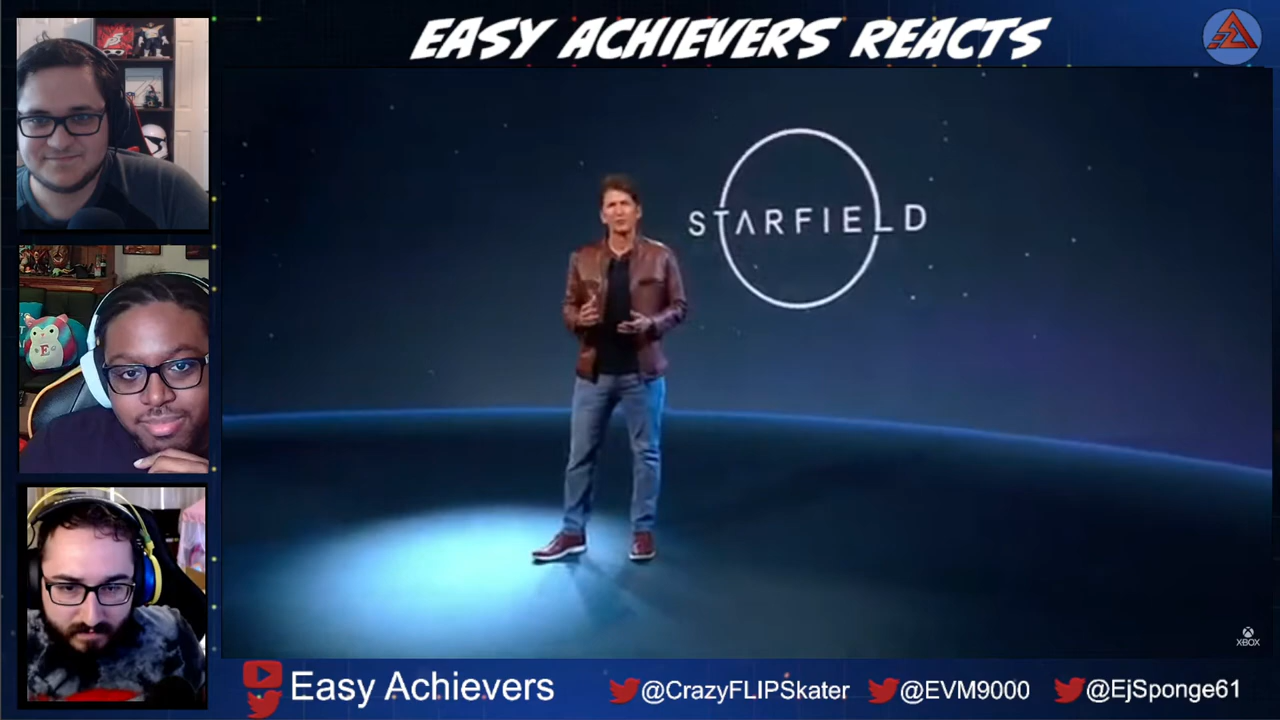 EASY ACHIEVERS REACTS
STARFIELD
E
XBOX
Easy Achievers
@CrazyFLIPSkater
@EVM9000
@EjSponge61